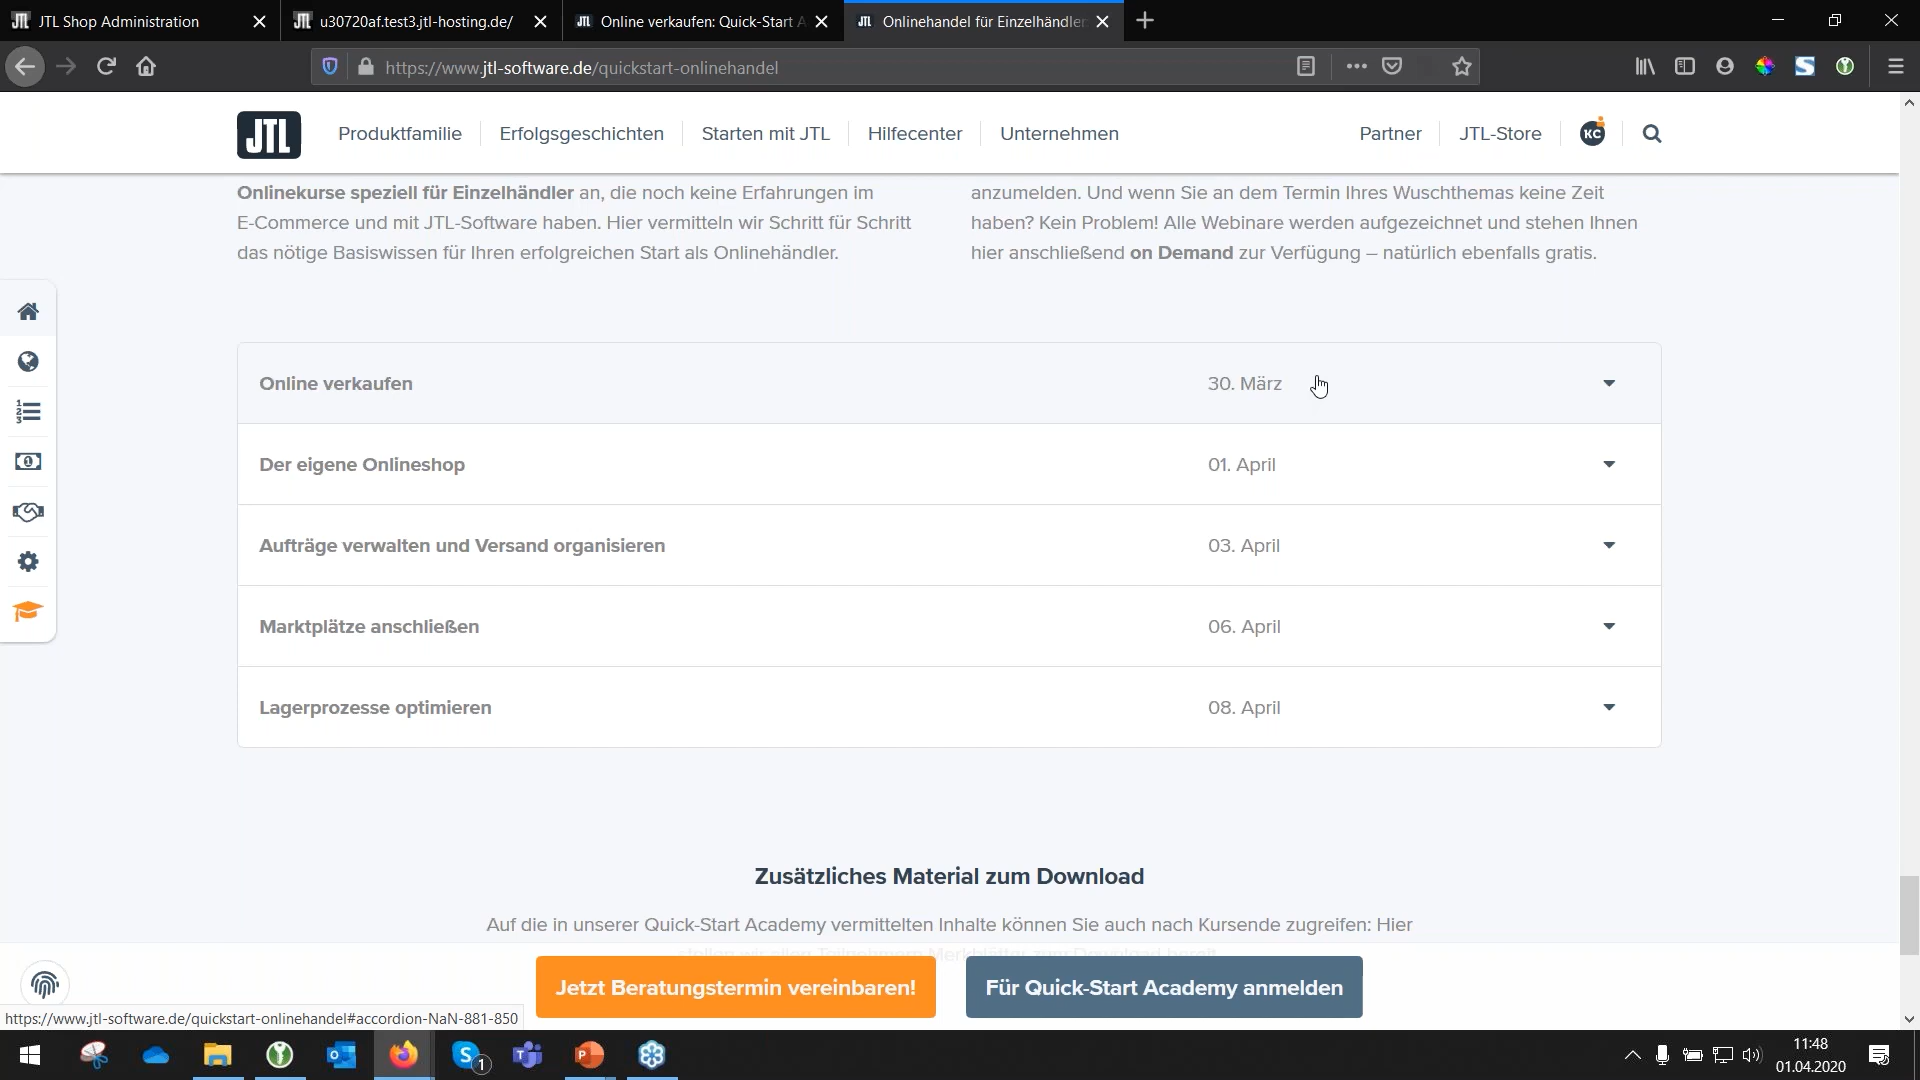 JTL Shop Administration
u30720af.test3.jtl-hosting.de/
Online verkaufen: Quick-Start A
Onlinehandel für Einzelhändler
https://www.jtl-software.de/quickstart-onlinehandel
JTL
Produktfamilie
Erfolgsgeschichten
Starten mit JTL
Hilfecenter
Unternehmen
Partner
JTL-Store
KC
Onlinekurse speziell für Einzelhändler an, die noch keine Erfahrungen im
E-Commerce und mit JTL-Software haben. Hier vermitteln wir Schritt für Schritt
das nötige Basiswissen für Ihren erfolgreichen Start als Onlinehändler.
anzumelden. Und wenn Sie an dem Termin Ihres Wuschthemas keine Zeit
haben? Kein Problem! Alle Webinare werden aufgezeichnet und stehen Ihnen
hier anschließend on Demand zur Verfügung – natürlich ebenfalls gratis.
Online verkaufen 30. März
Der eigene Onlineshop 01. April
Aufträge verwalten und Versand organisieren 03. April
Marktplätze anschließen 06. April
Lagerprozesse optimieren 08. April
Zusätzliches Material zum Download
Auf die in unserer Quick-Start Academy vermittelten Inhalte können Sie auch nach Kursende zugreifen: Hier
Jetzt Beratungstermin vereinbaren!
Für Quick-Start Academy anmelden
https://www.jtl-software.de/quickstart-onlinehandel#accordion-NaN-881-850
1
11:48
01.04.2020